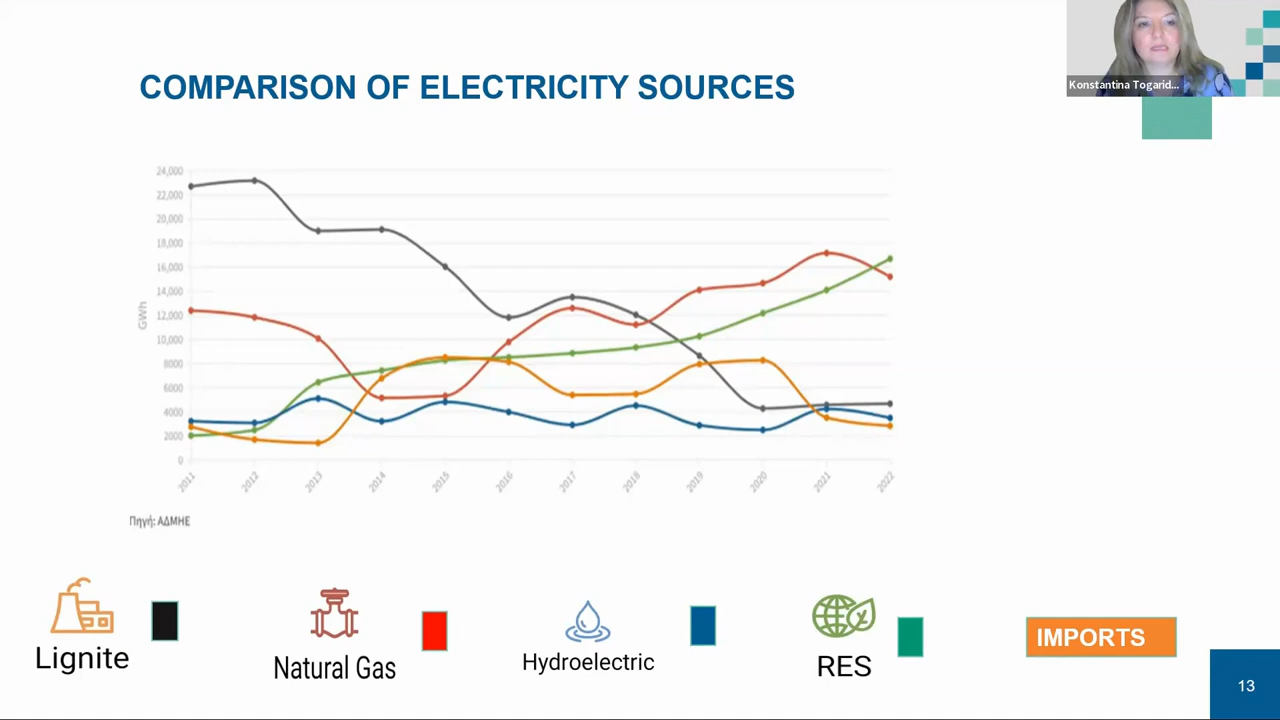 Konstantina Togarid...
COMPARISON OF ELECTRICITY SOURCES
24,000
22,000
20,000
18,000
16,000
14,000
12,000
10,000
8000
6000
4000
2000
0
GWh
2011 2012 2013 2014 2015 2016 2017 2018 2019 2020 2021 2022
Πηγή: ΑΔΜΗΕ
Lignite
Natural Gas
Hydroelectric
RES
IMPORTS
13